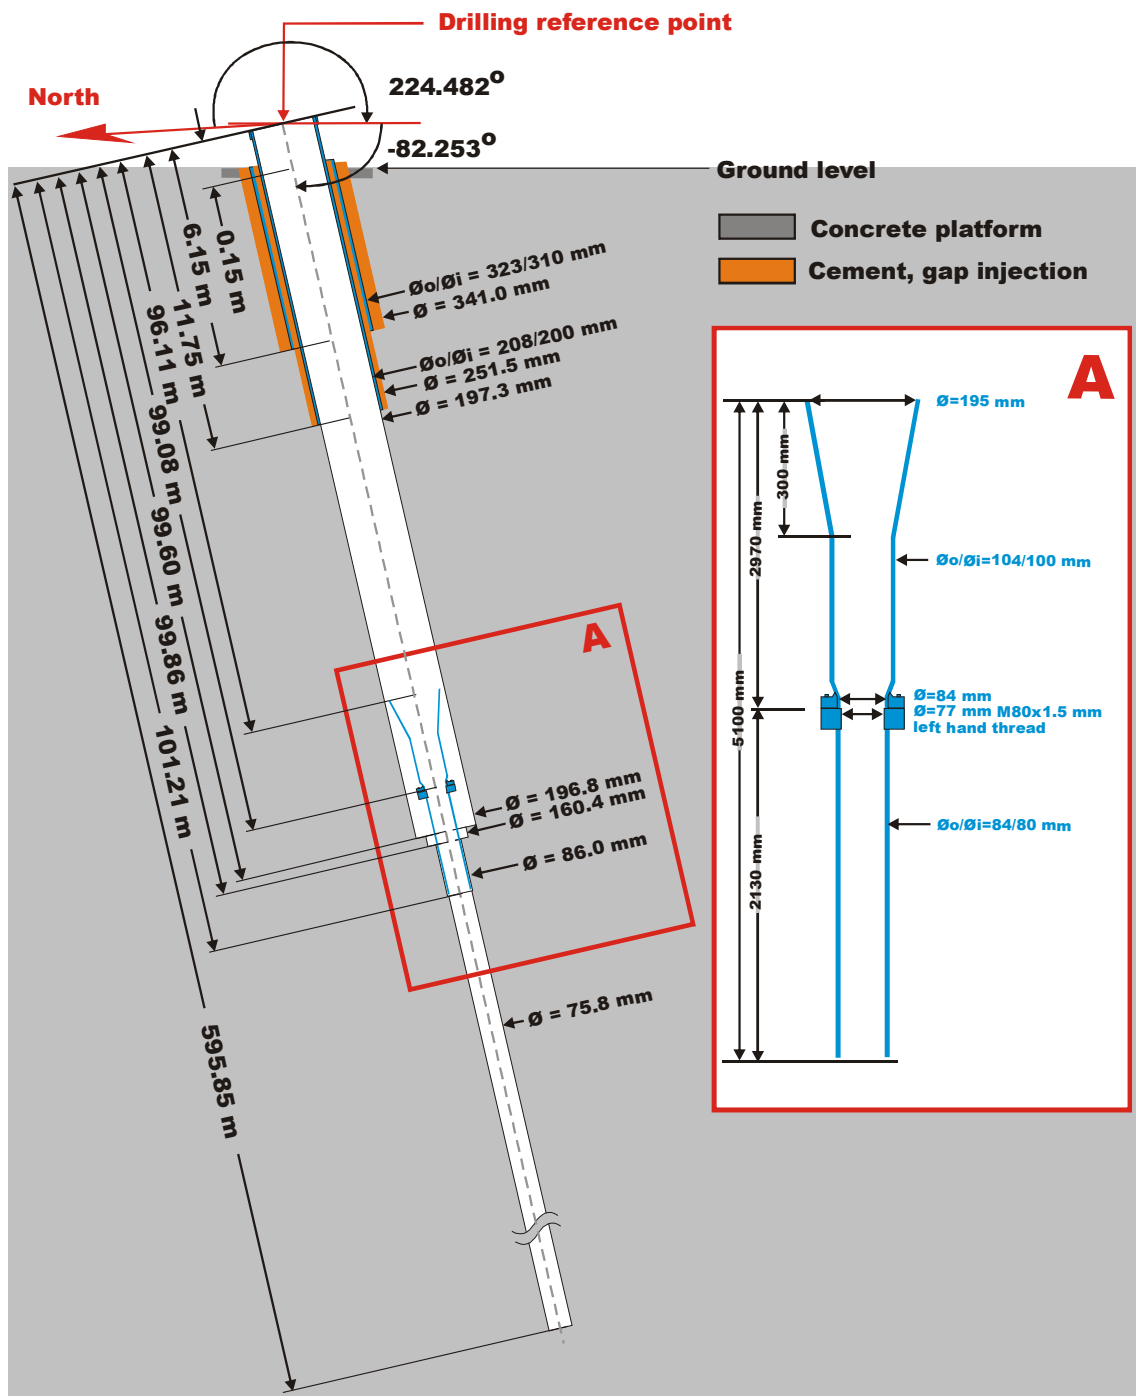 Drilling reference point
224.482°
North
-82.253°
Ground level
Concrete platform
Cement, gap injection
0.15 m
6.15 m
11.75 m
96.11 m
99.08 m
99.60 m
99.86 m
101.21 m
595.85 m
Øo/Øi = 323/310 mm
Ø = 341.0 mm
Øo/Øi = 208/200 mm
Ø = 251.5 mm
Ø = 197.3 mm
A
Ø = 196.8 mm
Ø = 160.4 mm
Ø = 86.0 mm
Ø = 75.8 mm
A
Ø=195 mm
300 mm
2970 mm
Øo/Øi=104/100 mm
5100 mm
Ø=84 mm
Ø=77 mm M80x1.5 mm
left hand thread
Øo/Øi=84/80 mm
2130 mm